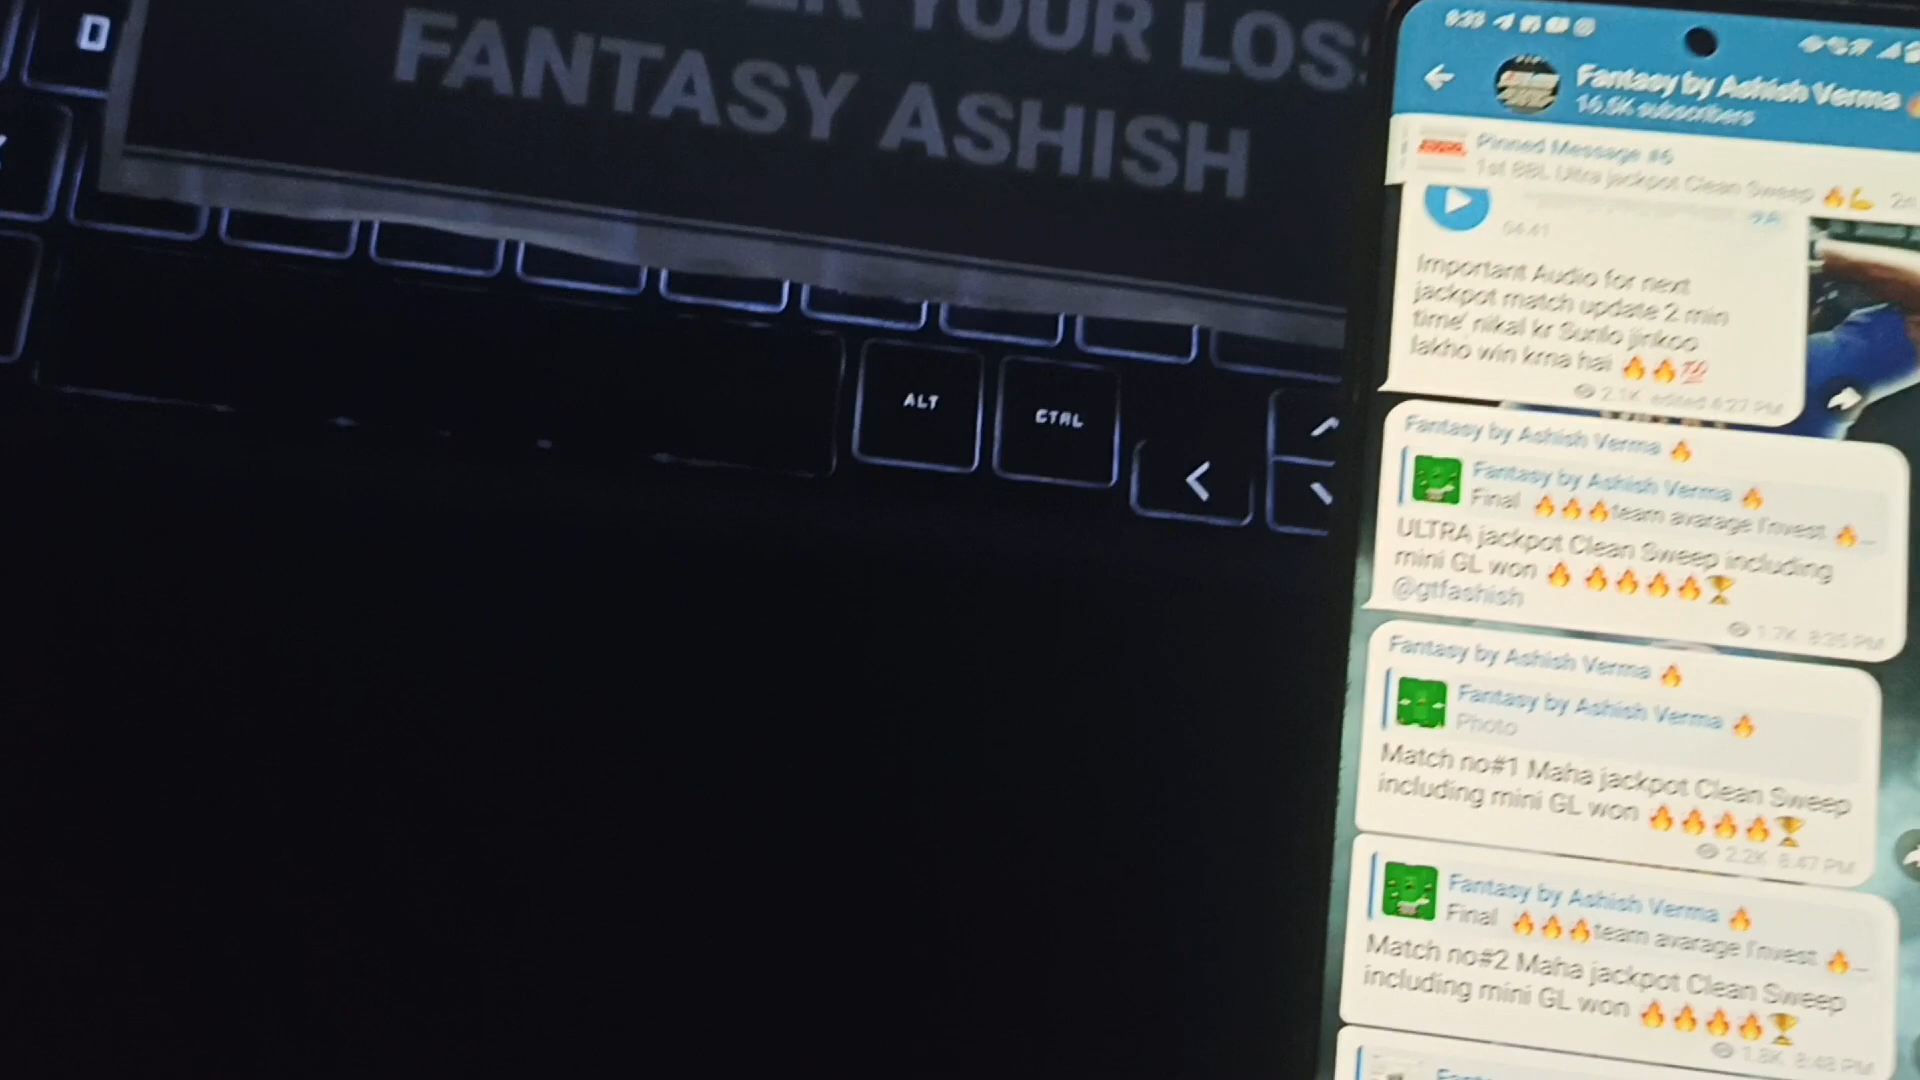 YOUR LOSS
FANTASY ASHISH
D
ALT
CTRL
Fantasy by Ashish Verma
16.5K subscribers
Pinned Message #6
1st BBL Ultra jackpot Clean Sweep 🔥💪
04:41
Important Audio for next
jackpot match update 2 min
time' nikal kr Sunlo jinkoo
lakho win krna hai 🔥🔥💯
2.1K edited 4:27 PM
Fantasy by Ashish Verma 🔥
Fantasy by Ashish Verma 🔥
Final 🔥🔥🔥team avarage I'nvest 🔥...
ULTRA jackpot Clean Sweep including
mini GL won 🔥 🔥🔥🔥🔥🏆
@gtfashish
1.7K 8:25 PM
Fantasy by Ashish Verma 🔥
Fantasy by Ashish Verma 🔥
Photo
Match no#1 Maha jackpot Clean Sweep
including mini GL won 🔥🔥🔥🔥🏆
2.2K 8:47 PM
Fantasy by Ashish Verma 🔥
Final 🔥🔥🔥team avarage I'nvest 🔥...
Match no#2 Maha jackpot Clean Sweep
including mini GL won 🔥🔥🔥🔥🏆
1.8K 8:48 PM